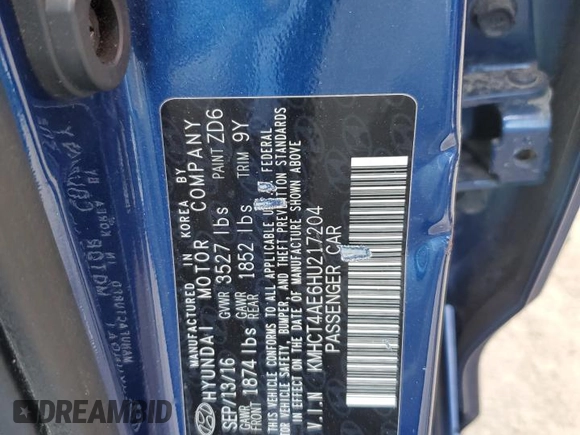 MANUFACTURED IN KOREA BY
HYUNDAI MOTOR COMPANY
SEP/13/16 GVWR 3527 lbs PAINT ZD6
GAWR FRONT 1874 lbs GAWR REAR 1852 lbs TRIM 9Y
THIS VEHICLE CONFORMS TO ALL APPLICABLE FEDERAL
MOTOR VEHICLE SAFETY, BUMPER, AND THEFT PREVENTION STANDARDS
IN EFFECT ON THE DATE OF MANUFACTURE SHOWN ABOVE.
V.I.N : KMHCT4AE6HU217204
PASSENGER CAR
DREAMBID